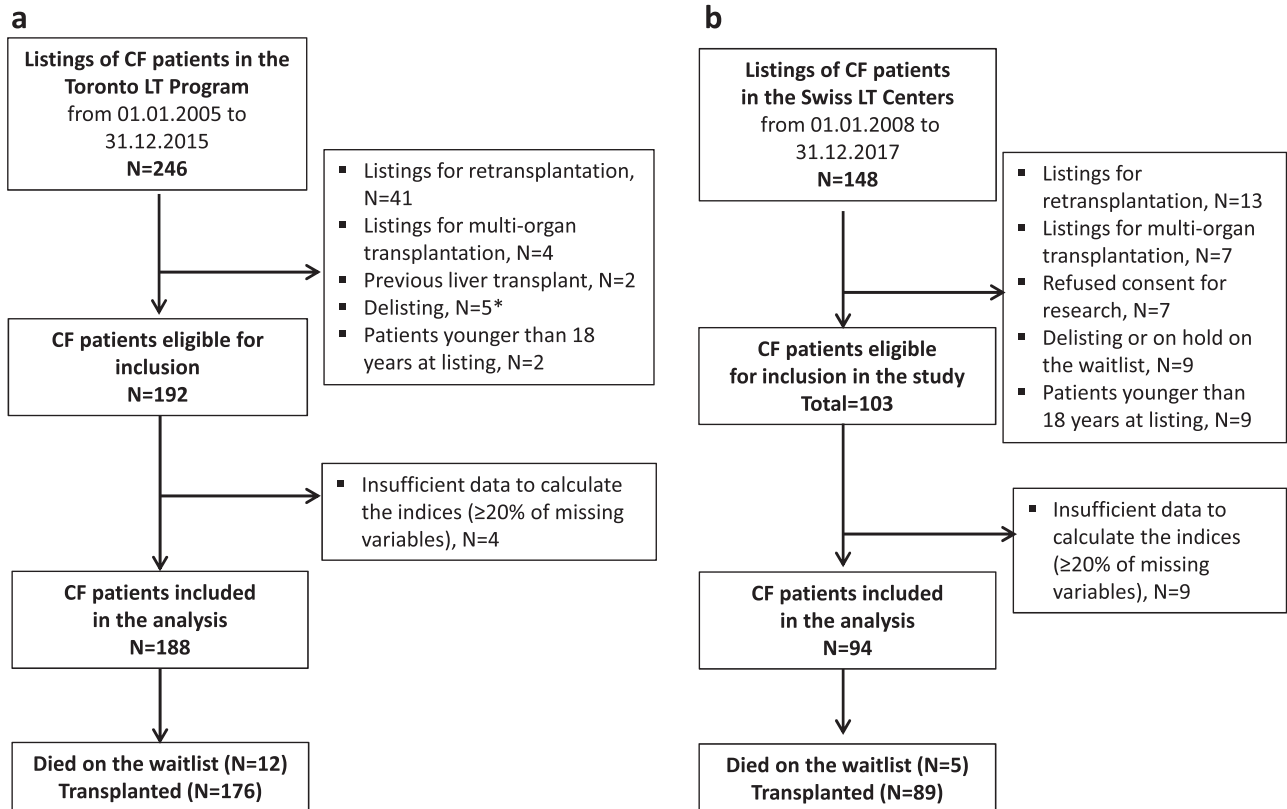 a
Listings of CF patients in the
Toronto LT Program
from 01.01.2005 to
31.12.2015
N=246
▪ Listings for retransplantation,
N=41
▪ Listings for multi-organ
transplantation, N=4
▪ Previous liver transplant, N=2
▪ Delisting, N=5*
▪ Patients younger than 18
years at listing, N=2
CF patients eligible for
inclusion
N=192
▪ Insufficient data to calculate
the indices (≥20% of missing
variables), N=4
CF patients included
in the analysis
N=188
Died on the waitlist (N=12)
Transplanted (N=176)
b
Listings of CF patients
in the Swiss LT Centers
from 01.01.2008 to
31.12.2017
N=148
▪ Listings for
retransplantation, N=13
▪ Listings for multi-organ
transplantation, N=7
▪ Refused consent for
research, N=7
▪ Delisting or on hold on
the waitlist, N=9
▪ Patients younger than
18 years at listing, N=9
CF patients eligible
for inclusion in the study
Total=103
▪ Insufficient data to
calculate the indices
(≥20% of missing
variables), N=9
CF patients included
in the analysis
N=94
Died on the waitlist (N=5)
Transplanted (N=89)